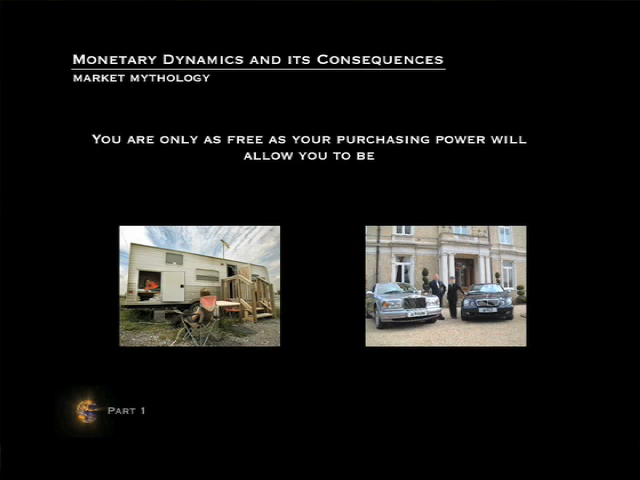 Monetary Dynamics and its Consequences
market mythology
You are only as free as your purchasing power will
allow you to be
Part 1